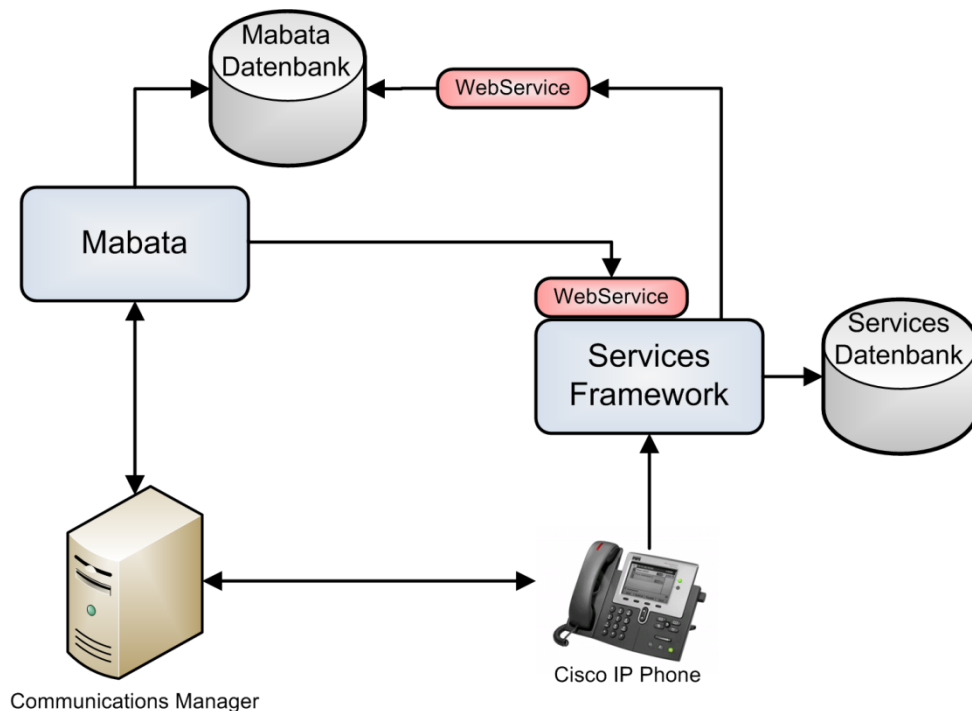 Mabata
Datenbank
WebService
Mabata
WebService
Services
Framework
Services
Datenbank
Cisco IP Phone
Communications Manager